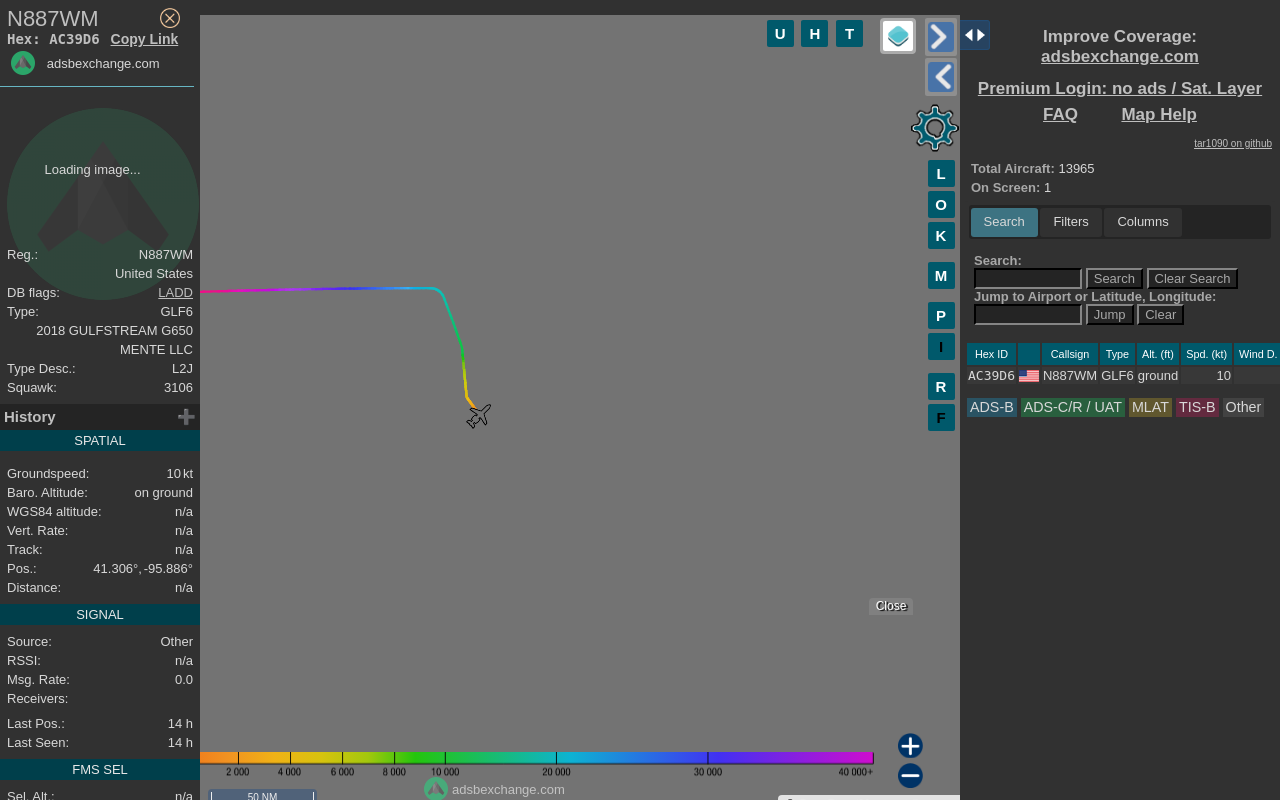 N887WM
Hex: AC39D6 Copy Link
adsbexchange.com
Loading image...
Reg.: N887WM
United States
DB flags: LADD
Type: GLF6
2018 GULFSTREAM G650
MENTE LLC
Type Desc.: L2J
Squawk: 3106
History
SPATIAL
Groundspeed: 10 kt
Baro. Altitude: on ground
WGS84 altitude: n/a
Vert. Rate: n/a
Track: n/a
Pos.: 41.306°, -95.886°
Distance: n/a
SIGNAL
Source: Other
RSSI: n/a
Msg. Rate: 0.0
Receivers:
Last Pos.: 14 h
Last Seen: 14 h
FMS SEL
Sel. Alt.: n/a
U H T
L
O
K
M
P
I
R
F
Close
2 000 4 000 6 000 8 000 10 000 20 000 30 000 40 000+
adsbexchange.com
50 NM
Improve Coverage:
adsbexchange.com
Premium Login: no ads / Sat. Layer
FAQ Map Help
tar1090 on github
Total Aircraft: 13965
On Screen: 1
Search Filters Columns
Search:
Search Clear Search
Jump to Airport or Latitude, Longitude:
Jump Clear
Hex ID Callsign Type Alt. (ft) Spd. (kt) Wind D.
AC39D6 N887WM GLF6 ground 10
ADS-B ADS-C/R / UAT MLAT TIS-B Other